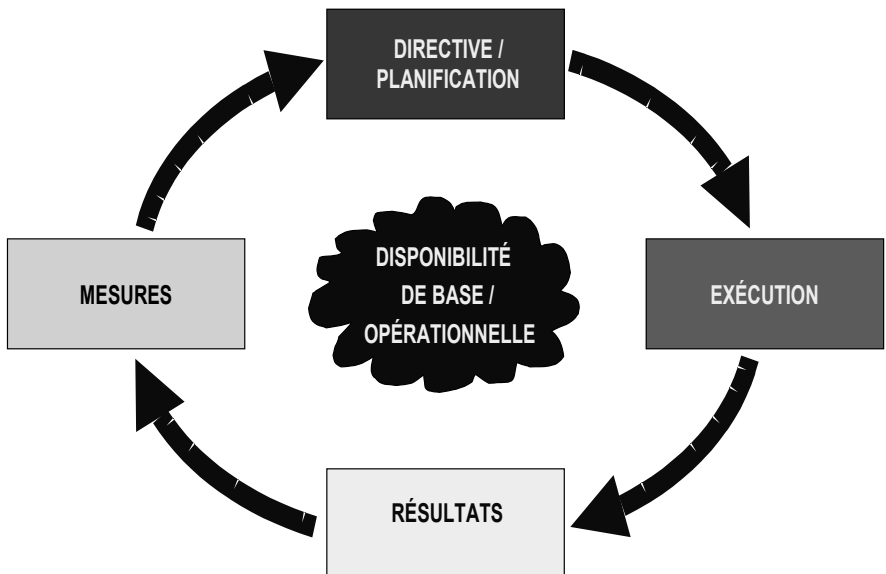 DIRECTIVE /
PLANIFICATION
DISPONIBILITÉ
DE BASE /
OPÉRATIONNELLE
MESURES
EXÉCUTION
RÉSULTATS